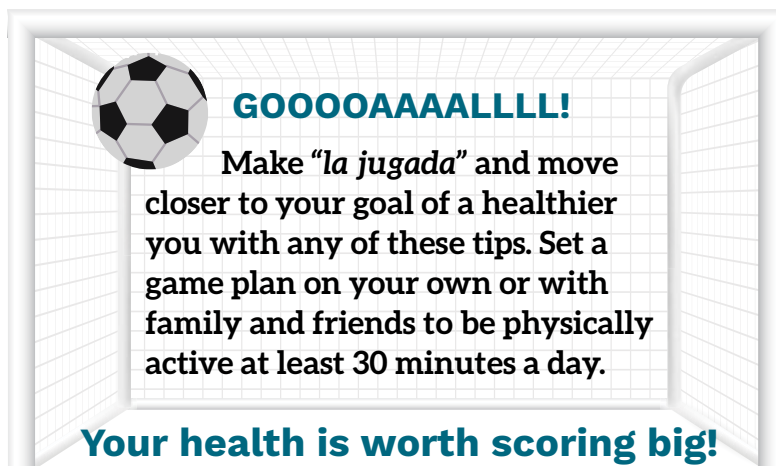 GOOOOAAAALLLL!
Make “la jugada” and move
closer to your goal of a healthier
you with any of these tips. Set a
game plan on your own or with
family and friends to be physically
active at least 30 minutes a day.
Your health is worth scoring big!